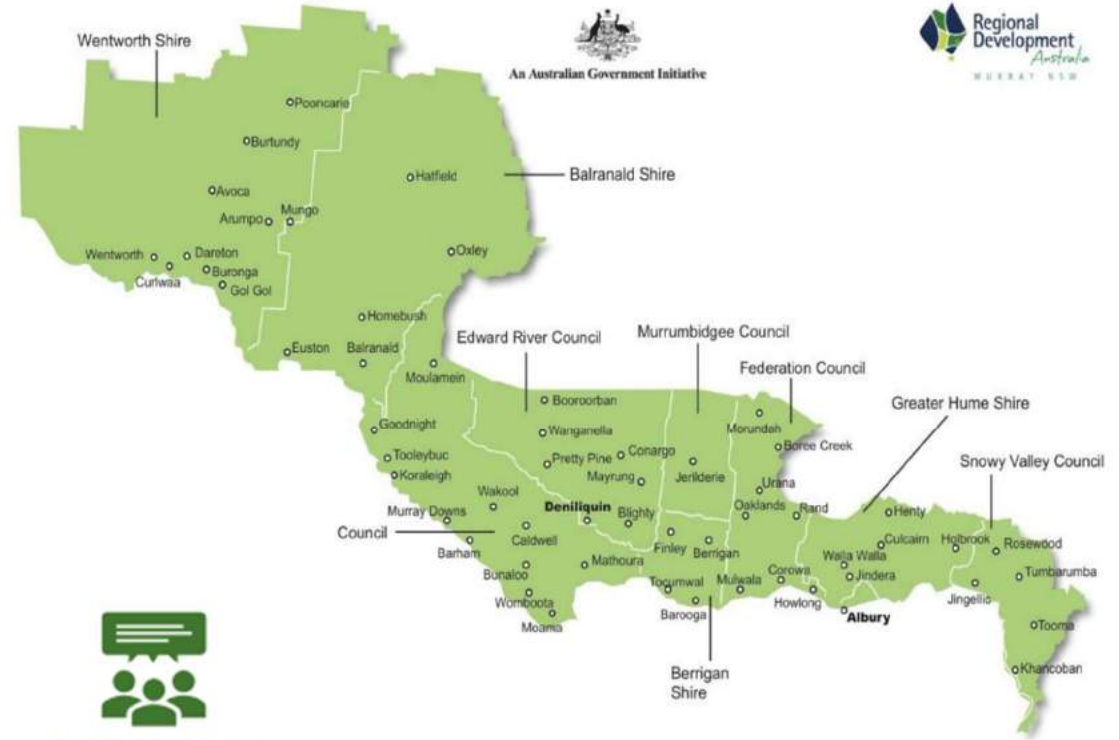 Wentworth Shire
An Australian Government Initiative
Regional
Development
Australia
MURRAY NSW
Pooncarie
Burtundy
Hatfield
Balranald Shire
Avoca
Mungo
Arumpo
Wentworth
Dareton
Oxley
Buronga
Curlwaa
Gol Gol
Homebush
Edward River Council
Murrumbidgee Council
Euston
Balranald
Federation Council
Moulamein
Booroorban
Greater Hume Shire
Goodnight
Wanganella
Morundah
Boree Creek
Tooleybuc
Pretty Pine
Conargo
Snowy Valley Council
Koraleigh
Mayrung
Jerilderie
Urana
Wakool
Murray Downs
Deniliquin
Blighty
Oaklands
Rand
Henty
Council
Caldwell
Culcairn
Holbrook
Rosewood
Barham
Finley
Berrigan
Walla Walla
Bunaloo
Mathoura
Tocumwal
Mulwala
Corowa
Jindera
Tumbarumba
Womboota
Barooga
Howlong
Jingellic
Moama
Albury
Tooma
Berrigan
Shire
Khancoban